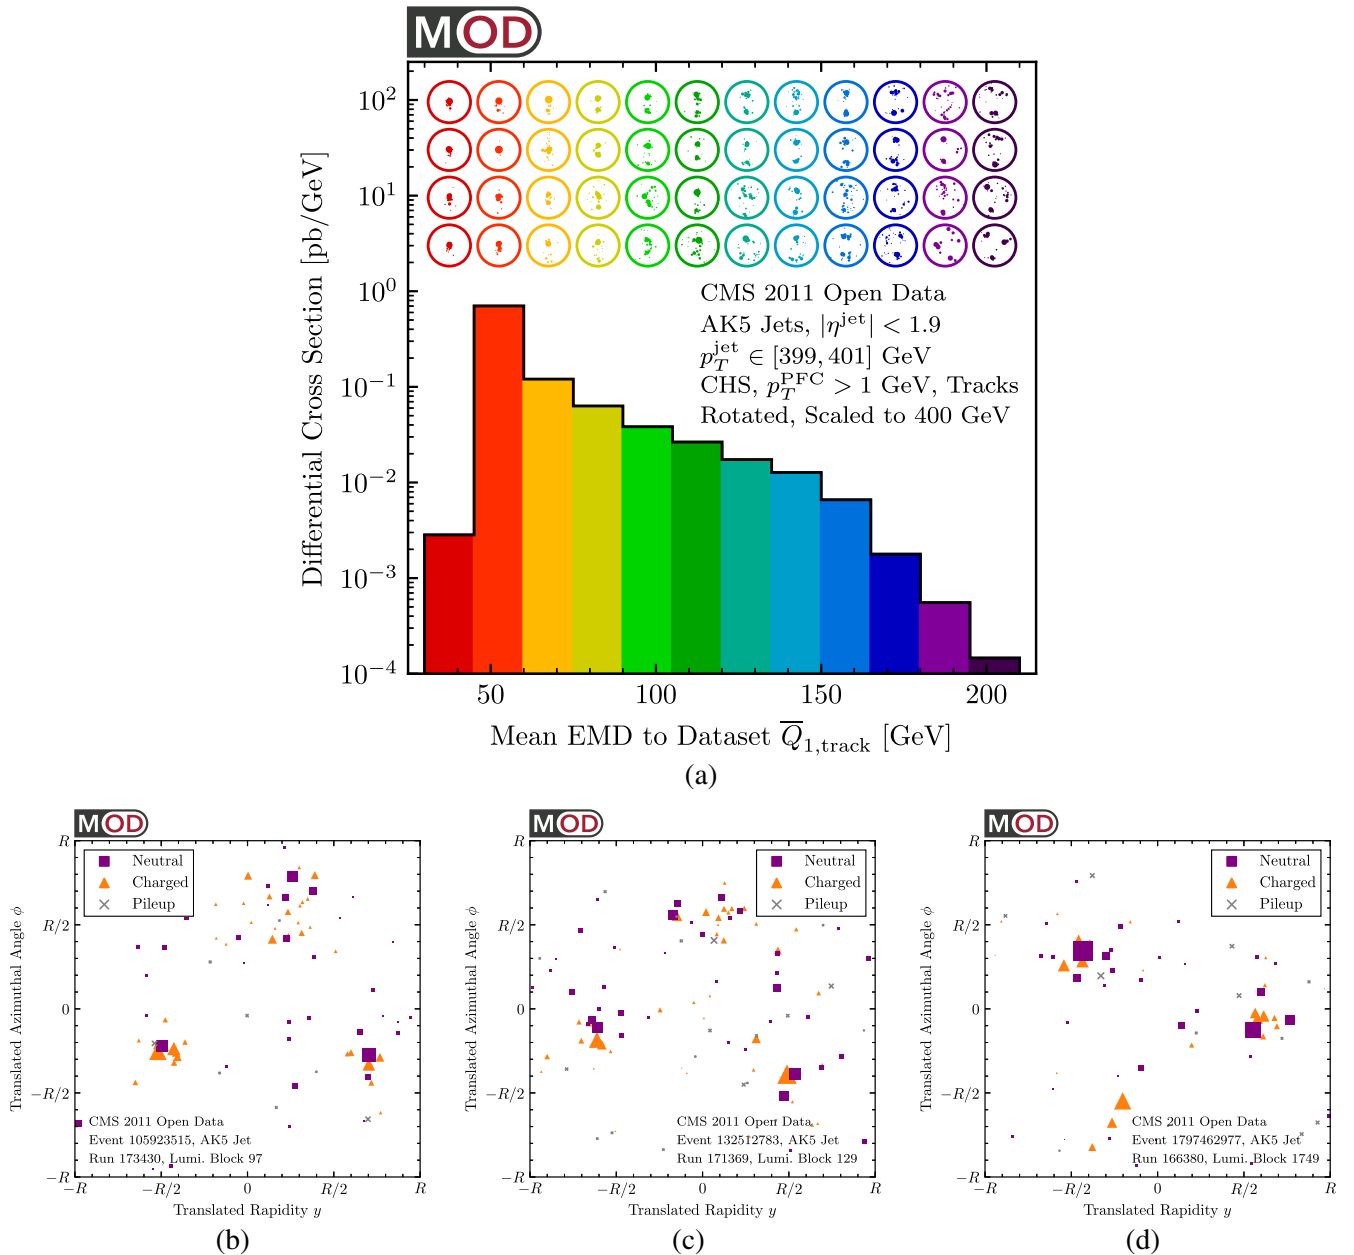 MOD
Differential Cross Section [pb/GeV]
10²
10¹
10⁰
10⁻¹
10⁻²
10⁻³
10⁻⁴
CMS 2011 Open Data
AK5 Jets, |η^jet| < 1.9
p_T^jet ∈ [399, 401] GeV
CHS, p_T^PFC > 1 GeV, Tracks
Rotated, Scaled to 400 GeV
50 100 150 200
Mean EMD to Dataset Q̅_1,track [GeV]
(a)
MOD
Translated Azimuthal Angle ϕ
R
R/2
0
−R/2
−R
Neutral
Charged
Pileup
CMS 2011 Open Data
Event 105923515, AK5 Jet
Run 173430, Lumi. Block 97
−R −R/2 0 R/2 R
Translated Rapidity y
(b)
MOD
Translated Azimuthal Angle ϕ
R
R/2
0
−R/2
−R
Neutral
Charged
Pileup
CMS 2011 Open Data
Event 132512783, AK5 Jet
Run 171369, Lumi. Block 129
−R −R/2 0 R/2 R
Translated Rapidity y
(c)
MOD
Translated Azimuthal Angle ϕ
R
R/2
0
−R/2
−R
Neutral
Charged
Pileup
CMS 2011 Open Data
Event 1797462977, AK5 Jet
Run 166380, Lumi. Block 1749
−R −R/2 0 R/2 R
Translated Rapidity y
(d)